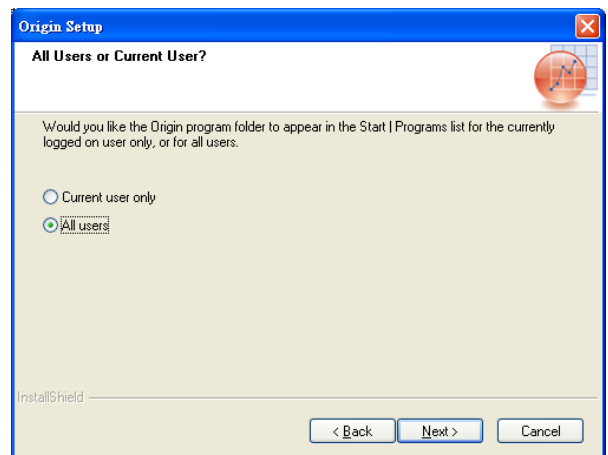 Origin Setup
All Users or Current User?
Would you like the Origin program folder to appear in the Start | Programs list for the currently
logged on user only, or for all users.
Current user only
All users
InstallShield
< Back
Next >
Cancel